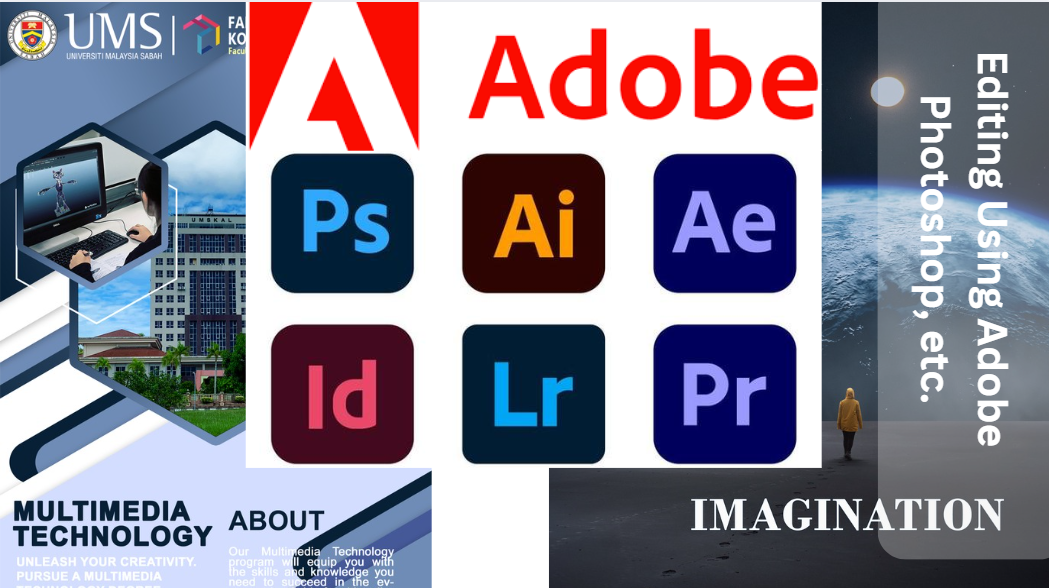 UMS
UNIVERSITI MALAYSIA SABAH
FA
KO
Facul
Adobe
Ps
Ai
Ae
Id
Lr
Pr
UMSKAL
Editing Using Adobe
Photoshop, etc.
MULTIMEDIA
TECHNOLOGY
UNLEASH YOUR CREATIVITY.
PURSUE A MULTIMEDIA
ABOUT
Our Multimedia Technology
program will equip you with
the skills and knowledge you
need to succeed in the ev-
IMAGINATION